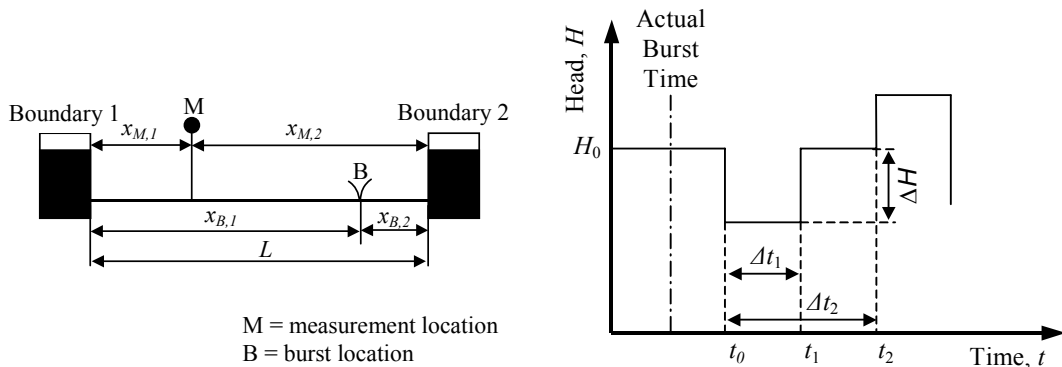 Boundary 1
M
Boundary 2
x_{M,1}
x_{M,2}
B
x_{B,1}
x_{B,2}
L
M = measurement location
B = burst location
Actual
Burst
Time
Head, H
H_0
ΔH
Δt_1
Δt_2
t_0
t_1
t_2
Time, t